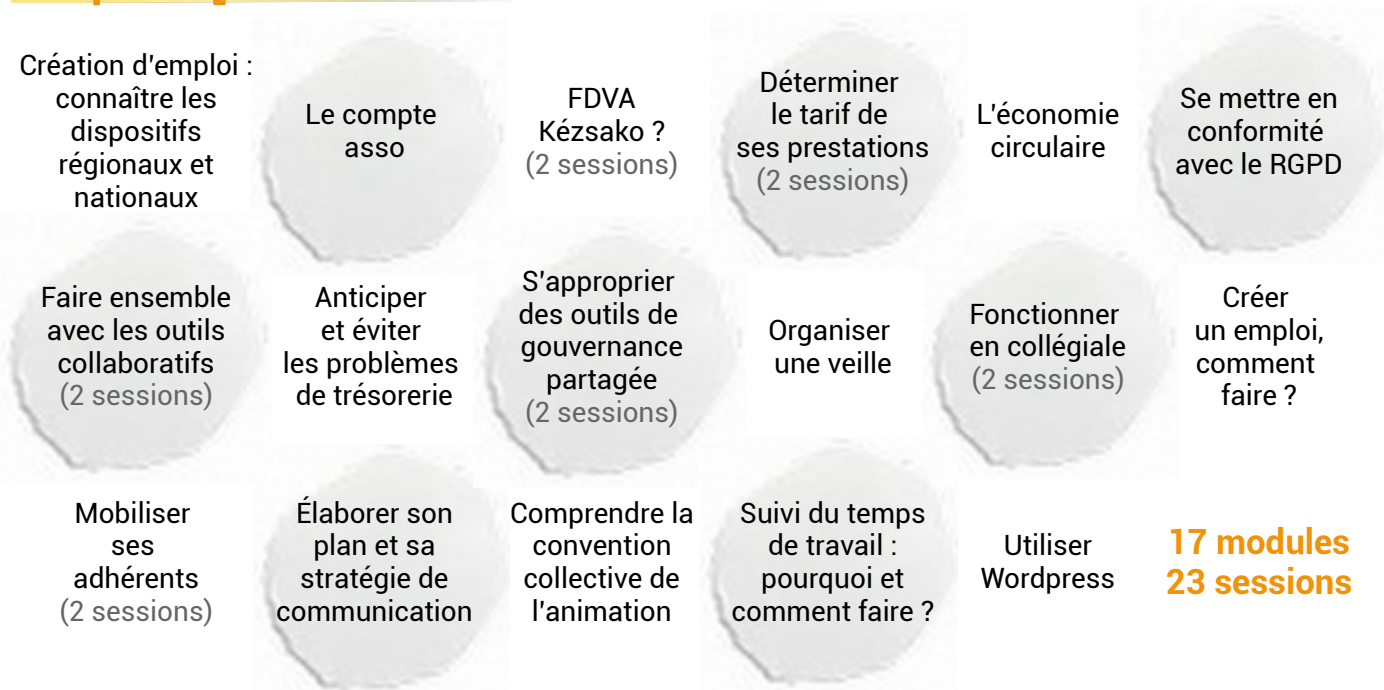 Création d'emploi :
connaître les
dispositifs
régionaux et
nationaux
Le compte
asso
FDVA
Kézsako ?
(2 sessions)
Déterminer
le tarif de
ses prestations
(2 sessions)
L'économie
circulaire
Se mettre en
conformité
avec le RGPD
Faire ensemble
avec les outils
collaboratifs
(2 sessions)
Anticiper
et éviter
les problèmes
de trésorerie
S'approprier
des outils de
gouvernance
partagée
(2 sessions)
Organiser
une veille
Fonctionner
en collégiale
(2 sessions)
Créer
un emploi,
comment
faire ?
Mobiliser
ses
adhérents
(2 sessions)
Élaborer son
plan et sa
stratégie de
communication
Comprendre la
convention
collective de
l'animation
Suivi du temps
de travail :
pourquoi et
comment faire ?
Utiliser
Wordpress
17 modules
23 sessions